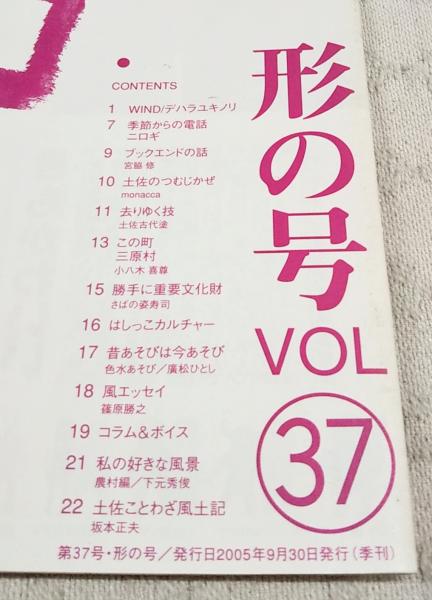 CONTENTS
1 WIND/デハラユキノリ
7 季節からの電話
ニロギ
9 ブックエンドの話
宮脇 修
10 土佐のつむじかぜ
monacca
11 去りゆく技
土佐古代塗
13 この町
三原村
小八木 喜尊
15 勝手に重要文化財
さばの姿寿司
16 はしっこカルチャー
17 昔あそびは今あそび
色水あそび/廣松ひとし
18 風エッセイ
篠原勝之
19 コラム&ボイス
21 私の好きな風景
農村編/下元秀俊
22 土佐ことわざ風土記
坂本正夫
形の号
VOL
37
第37号・形の号/発行日2005年9月30日発行(季刊)